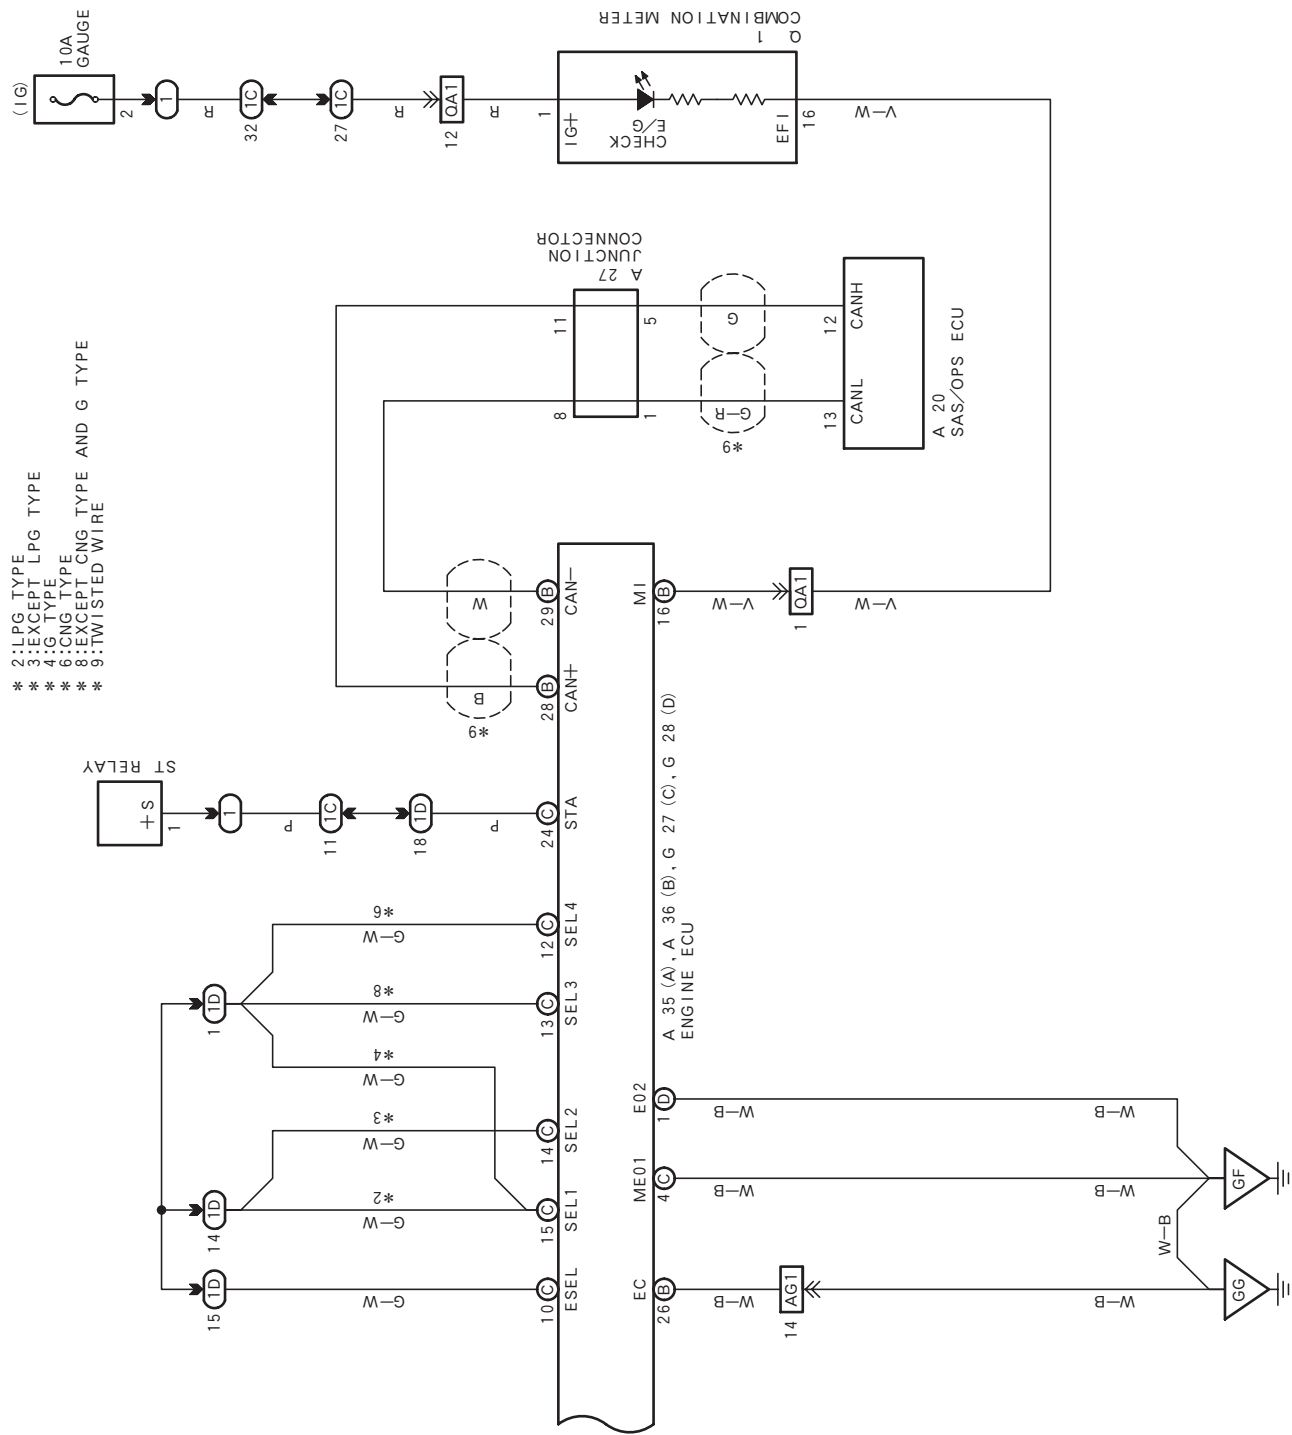 (IG)
10A
GAUGE
2
1
R
1C
32
1C
27
R
QA1
12
R
1
IG+
CHECK
E/G
EFI
16
Q 1
COMBINATION METER
V-W
* 2:LPG TYPE
* 3:EXCEPT LPG TYPE
* 4:G TYPE
* 6:CNG TYPE
* 8:EXCEPT CNG TYPE AND G TYPE
* 9:TWISTED WIRE
A 27
JUNCTION
CONNECTOR
11
5
8
1
G
G-R
*9
12
CANH
13
CANL
A 20
SAS/OPS ECU
W
B
*9
29
B
CAN-
28
B
CAN+
MI
16
B
V-W
QA1
1
V-W
ST RELAY
+S
1
1
P
1C
11
1D
18
P
24
C
STA
*6
G-W
12
C
SEL4
1D
1
*8
G-W
13
C
SEL3
*4
G-W
*3
G-W
14
C
SEL2
1D
14
*2
G-W
15
C
SEL1
1D
15
G-W
10
C
ESEL
A 35 (A), A 36 (B), G 27 (C), G 28 (D)
ENGINE ECU
E02
1
D
W-B
W-B
ME01
4
C
W-B
W-B
GF
W-B
EC
26
B
W-B
AG1
14
W-B
GG